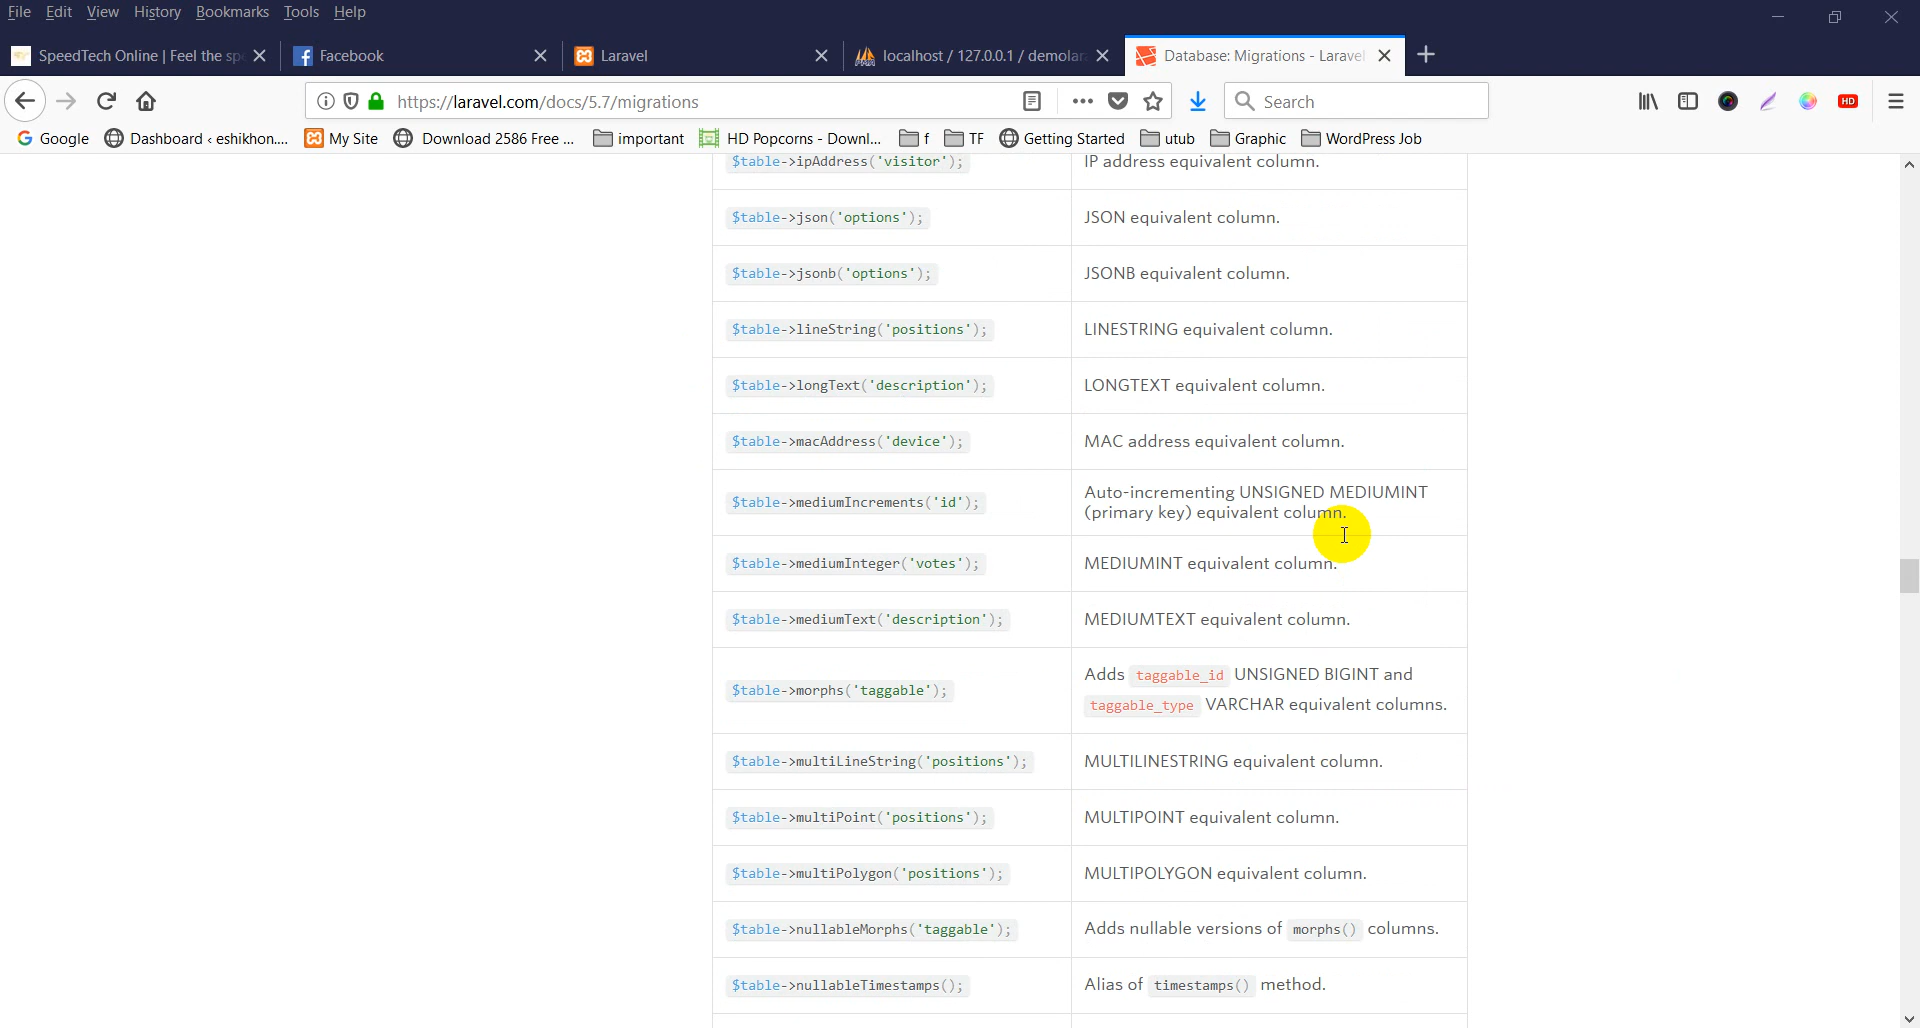 File Edit View History Bookmarks Tools Help
SpeedTech Online | Feel the sp
Facebook
Laravel
localhost / 127.0.0.1 / demolar
Database: Migrations - Laravel
https://laravel.com/docs/5.7/migrations
Search
HD
Google Dashboard ‹ eshikhon.... My Site Download 2586 Free ... important HD Popcorns - Downl... f TF Getting Started utub Graphic WordPress Job
$table->ipAddress('visitor'); IP address equivalent column.
$table->json('options'); JSON equivalent column.
$table->jsonb('options'); JSONB equivalent column.
$table->lineString('positions'); LINESTRING equivalent column.
$table->longText('description'); LONGTEXT equivalent column.
$table->macAddress('device'); MAC address equivalent column.
$table->mediumIncrements('id'); Auto-incrementing UNSIGNED MEDIUMINT
(primary key) equivalent column.
$table->mediumInteger('votes'); MEDIUMINT equivalent column.
$table->mediumText('description'); MEDIUMTEXT equivalent column.
$table->morphs('taggable'); Adds taggable_id UNSIGNED BIGINT and
taggable_type VARCHAR equivalent columns.
$table->multiLineString('positions'); MULTILINESTRING equivalent column.
$table->multiPoint('positions'); MULTIPOINT equivalent column.
$table->multiPolygon('positions'); MULTIPOLYGON equivalent column.
$table->nullableMorphs('taggable'); Adds nullable versions of morphs() columns.
$table->nullableTimestamps(); Alias of timestamps() method.